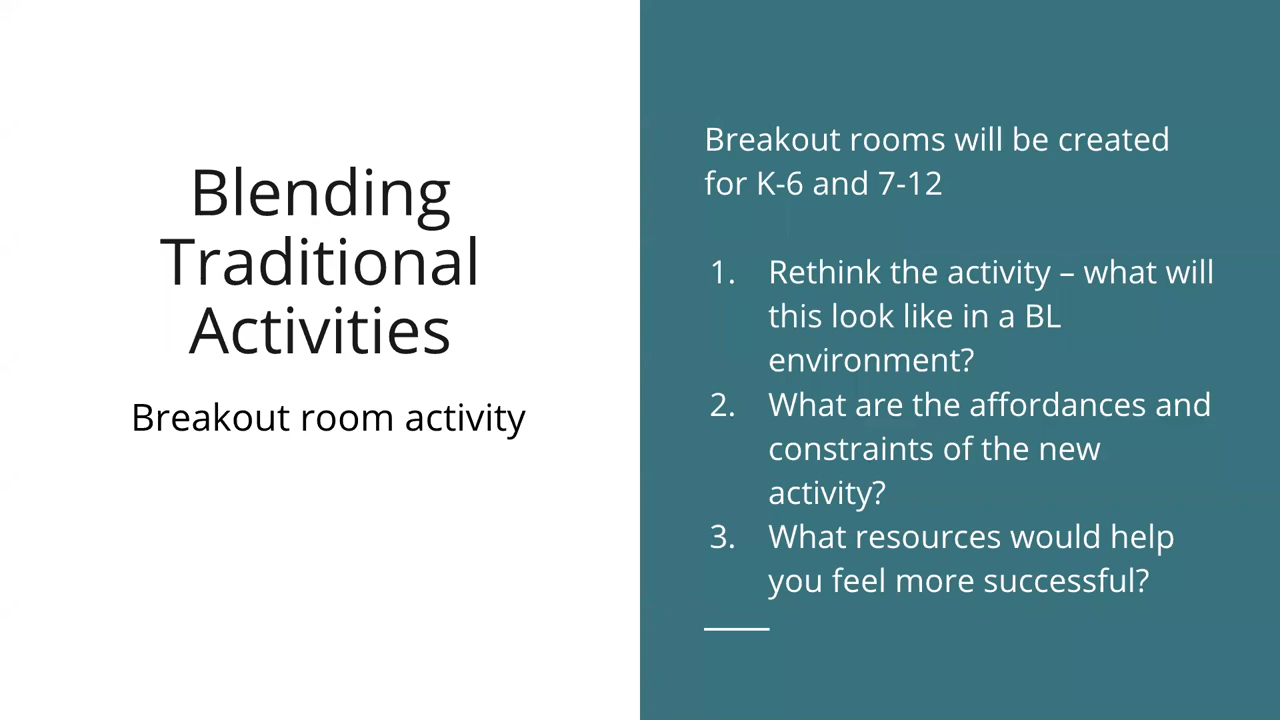 Blending
Traditional
Activities
Breakout room activity
Breakout rooms will be created
for K-6 and 7-12
1. Rethink the activity – what will
this look like in a BL
environment?
2. What are the affordances and
constraints of the new
activity?
3. What resources would help
you feel more successful?